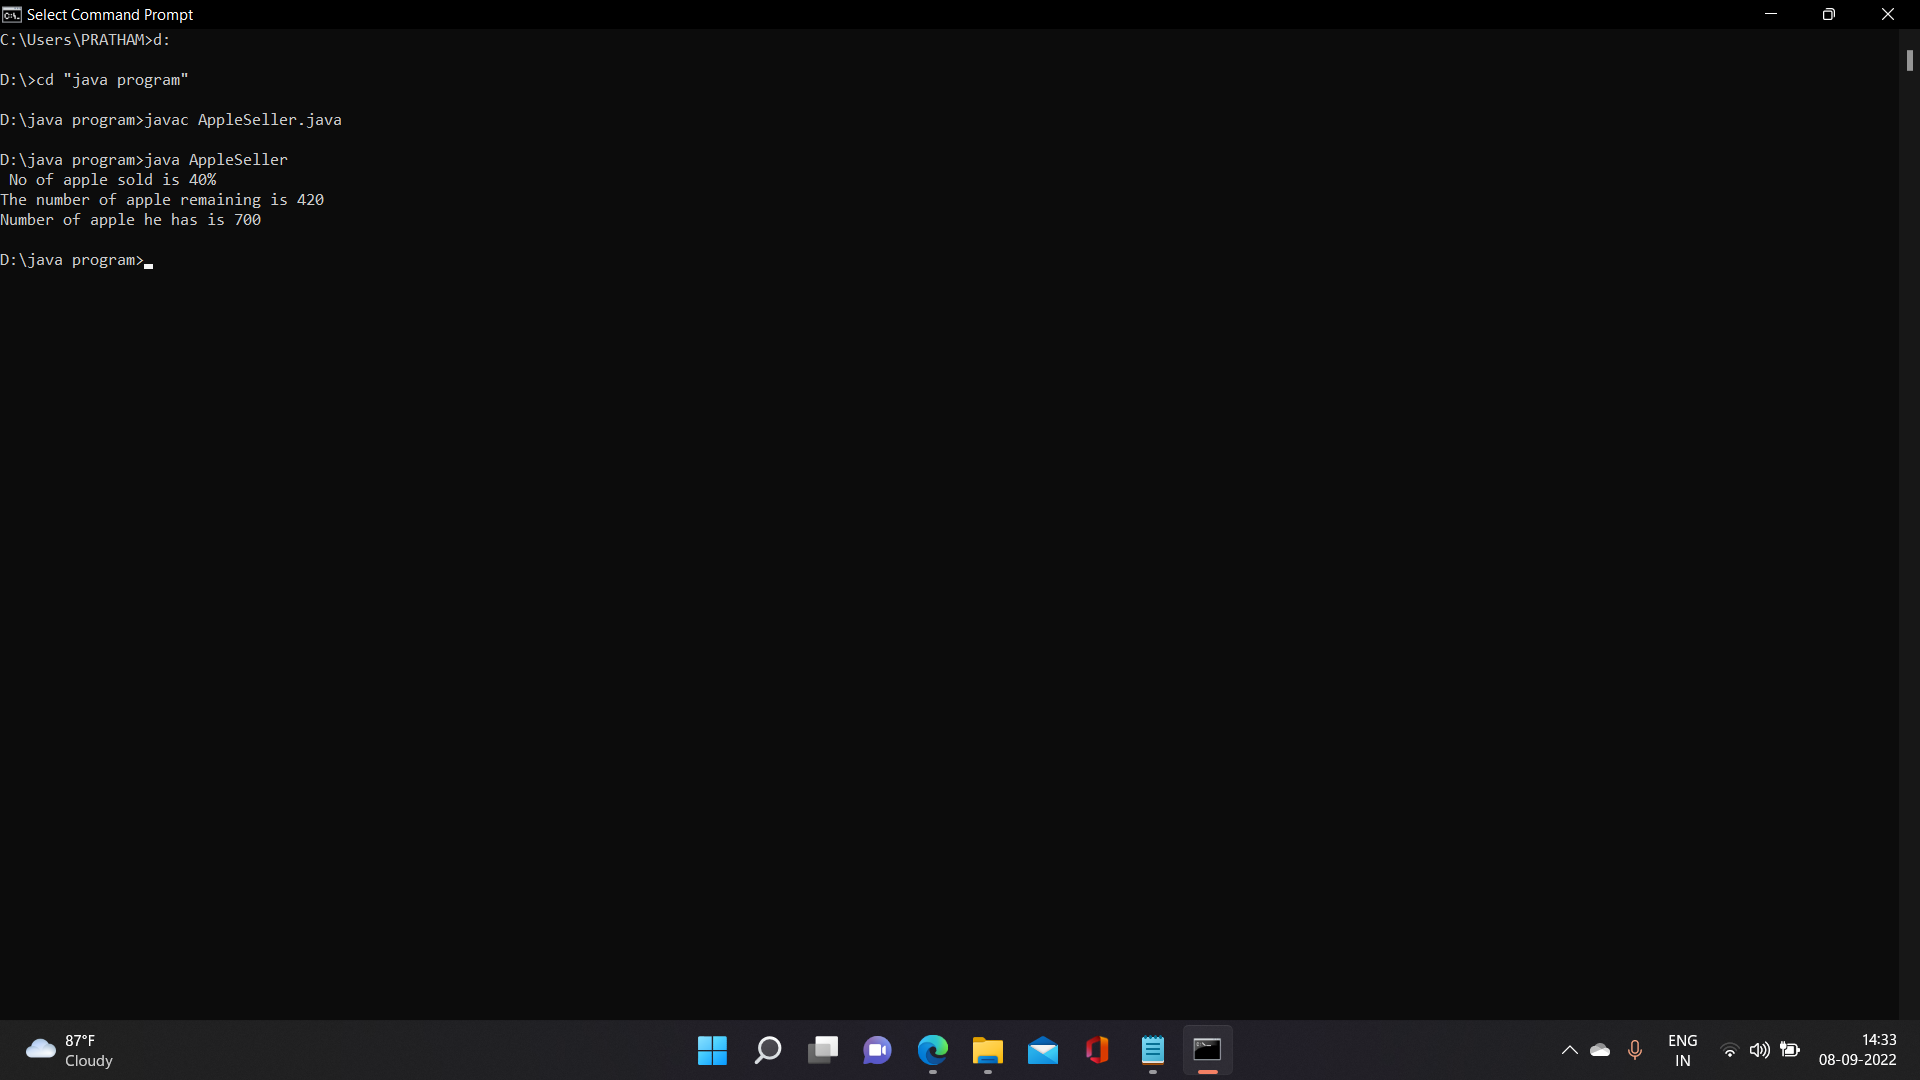 Select Command Prompt
C:\Users\PRATHAM>d:
D:\>cd "java program"
D:\java program>javac AppleSeller.java
D:\java program>java AppleSeller
 No of apple sold is 40%
The number of apple remaining is 420
Number of apple he has is 700
D:\java program>
87°F
Cloudy
ENG
IN
14:33
08-09-2022